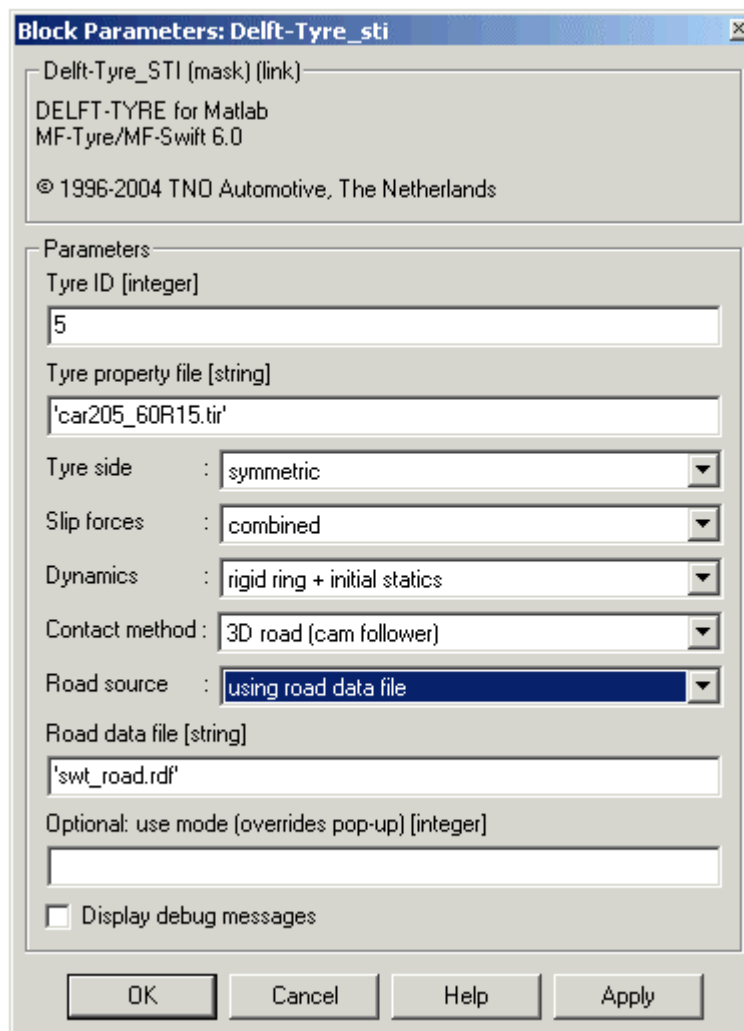 Block Parameters: Delft-Tyre_sti
Delft-Tyre_STI (mask) (link)
DELFT-TYRE for Matlab
MF-Tyre/MF-Swift 6.0
© 1996-2004 TNO Automotive, The Netherlands
Parameters
Tyre ID [integer]
5
Tyre property file [string]
'car205_60R15.tir'
Tyre side : symmetric
Slip forces : combined
Dynamics : rigid ring + initial statics
Contact method : 3D road (cam follower)
Road source : using road data file
Road data file [string]
'swt_road.rdf'
Optional: use mode (overrides pop-up) [integer]
Display debug messages
OK Cancel Help Apply